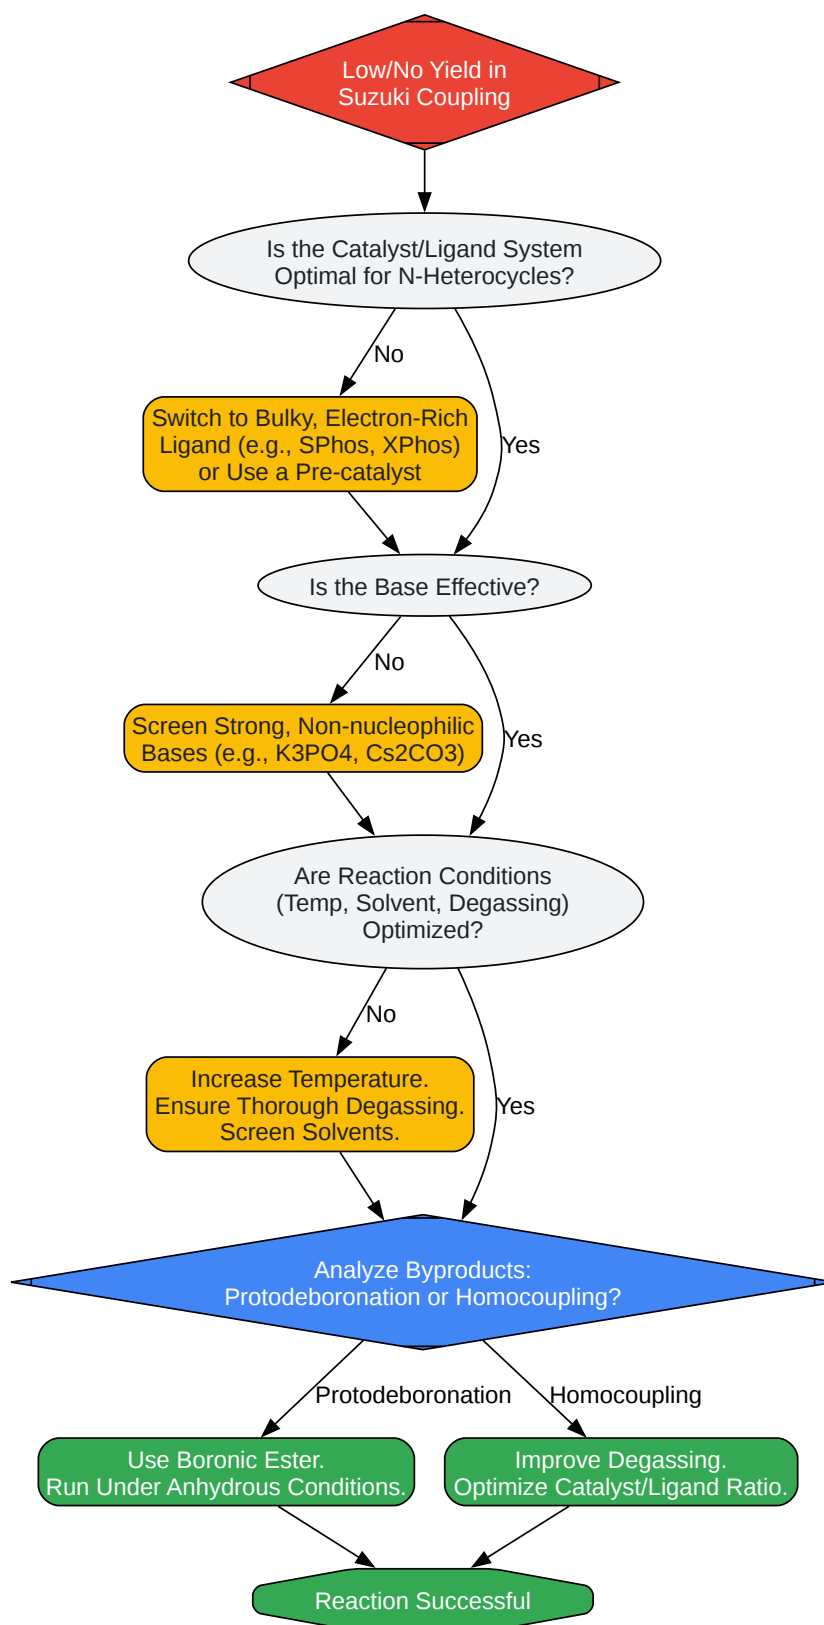 Low/No Yield in
Suzuki Coupling
Is the Catalyst/Ligand System
Optimal for N-Heterocycles?
No
Switch to Bulky, Electron-Rich
Ligand (e.g., SPhos, XPhos)
or Use a Pre-catalyst
Yes
Is the Base Effective?
No
Screen Strong, Non-nucleophilic
Bases (e.g., K3PO4, Cs2CO3)
Yes
Are Reaction Conditions
(Temp, Solvent, Degassing)
Optimized?
No
Increase Temperature.
Ensure Thorough Degassing.
Screen Solvents.
Yes
Analyze Byproducts:
Protodeboronation or Homocoupling?
Protodeboronation
Homocoupling
Use Boronic Ester.
Run Under Anhydrous Conditions.
Improve Degassing.
Optimize Catalyst/Ligand Ratio.
Reaction Successful